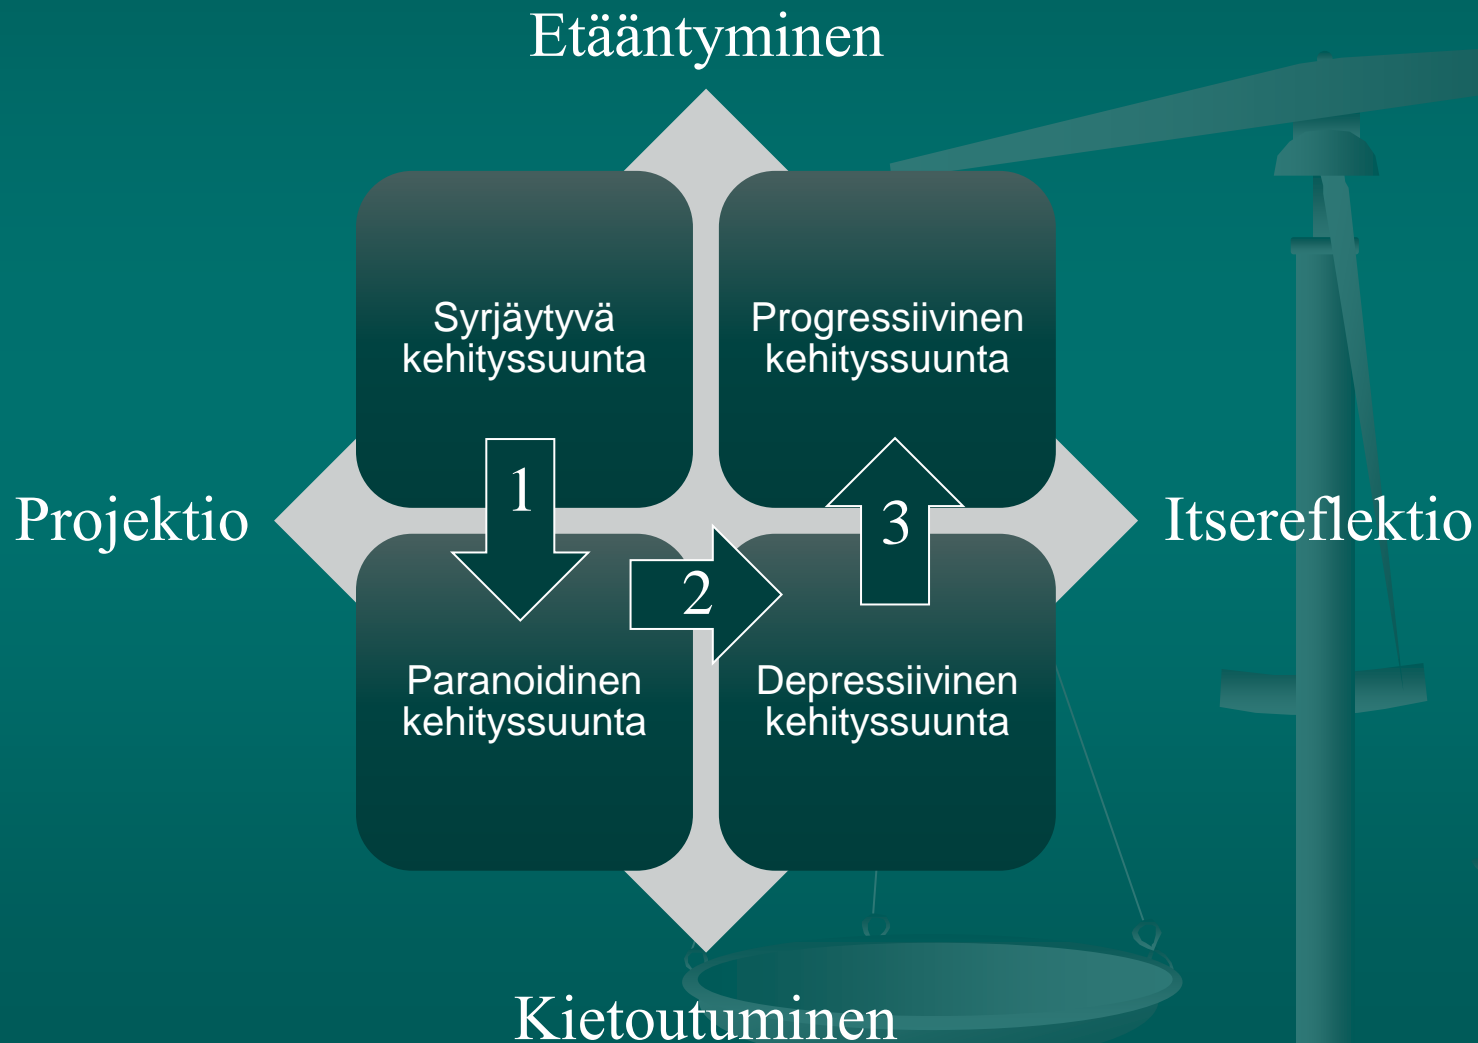 Etääntyminen
Syrjäytyvä
kehityssuunta
Progressiivinen
kehityssuunta
1
3
Projektio
Itsereflektio
2
Paranoidinen
kehityssuunta
Depressiivinen
kehityssuunta
Kietoutuminen